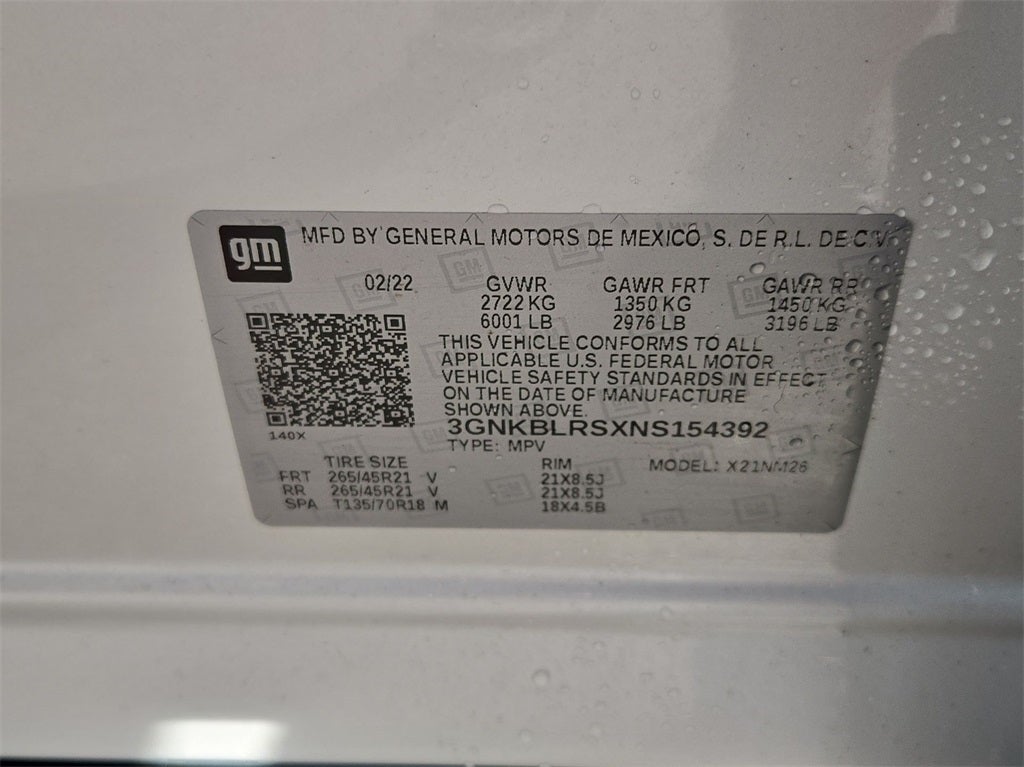 gm
MFD BY GENERAL MOTORS DE MEXICO, S. DE R.L. DE C.V.
02/22 GVWR GAWR FRT GAWR RR
2722 KG 1350 KG 1450 KG
6001 LB 2976 LB 3196 LB
THIS VEHICLE CONFORMS TO ALL
APPLICABLE U.S. FEDERAL MOTOR
VEHICLE SAFETY STANDARDS IN EFFECT
ON THE DATE OF MANUFACTURE
SHOWN ABOVE.
3GNKBLRSXNS154392
140X
TYPE: MPV
TIRE SIZE RIM MODEL: X21NM26
FRT 265/45R21 V 21X8.5J
RR 265/45R21 V 21X8.5J
SPA T135/70R18 M 18X4.5B